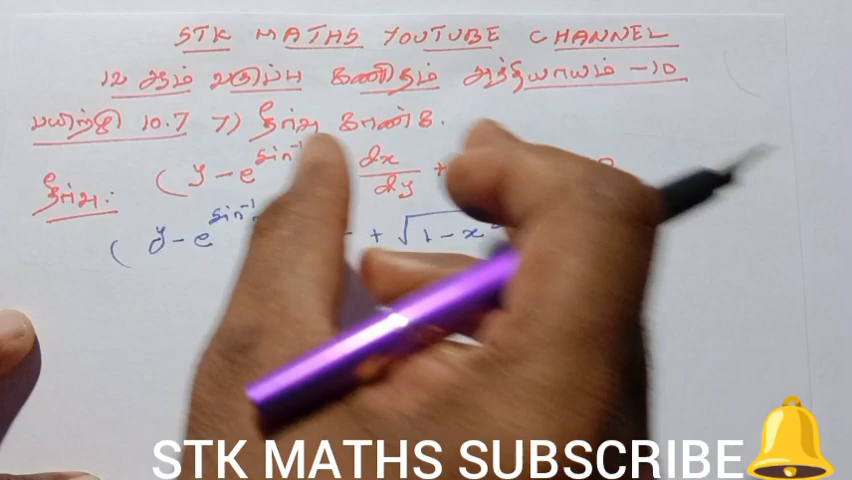 STK MATHS YOUTUBE CHANNEL
12 ஆம் வகுப்பு கணிதம் அத்தியாயம் -10
பயிற்சி 10.7 7) தீர்வு காண்க.
தீர்வு: ( y - e^sin⁻¹ dx/dy +
( y - e^sin⁻¹ + √1-x²
STK MATHS SUBSCRIBE